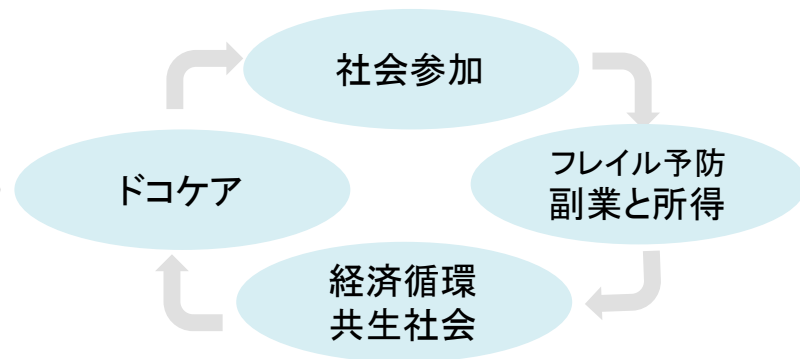 社会参加
フレイル予防
副業と所得
ドコケア
経済循環
共生社会